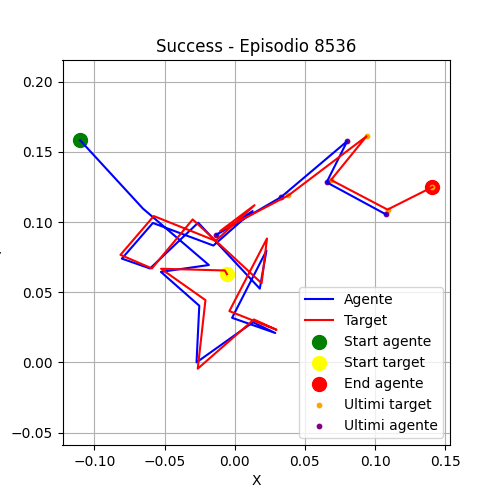 Success - Episodio 8536
0.20
0.15
0.10
0.05
0.00
−0.05
−0.10
−0.05
0.00
0.05
0.10
0.15
X
Agente
Target
Start agente
Start target
End agente
Ultimi target
Ultimi agente